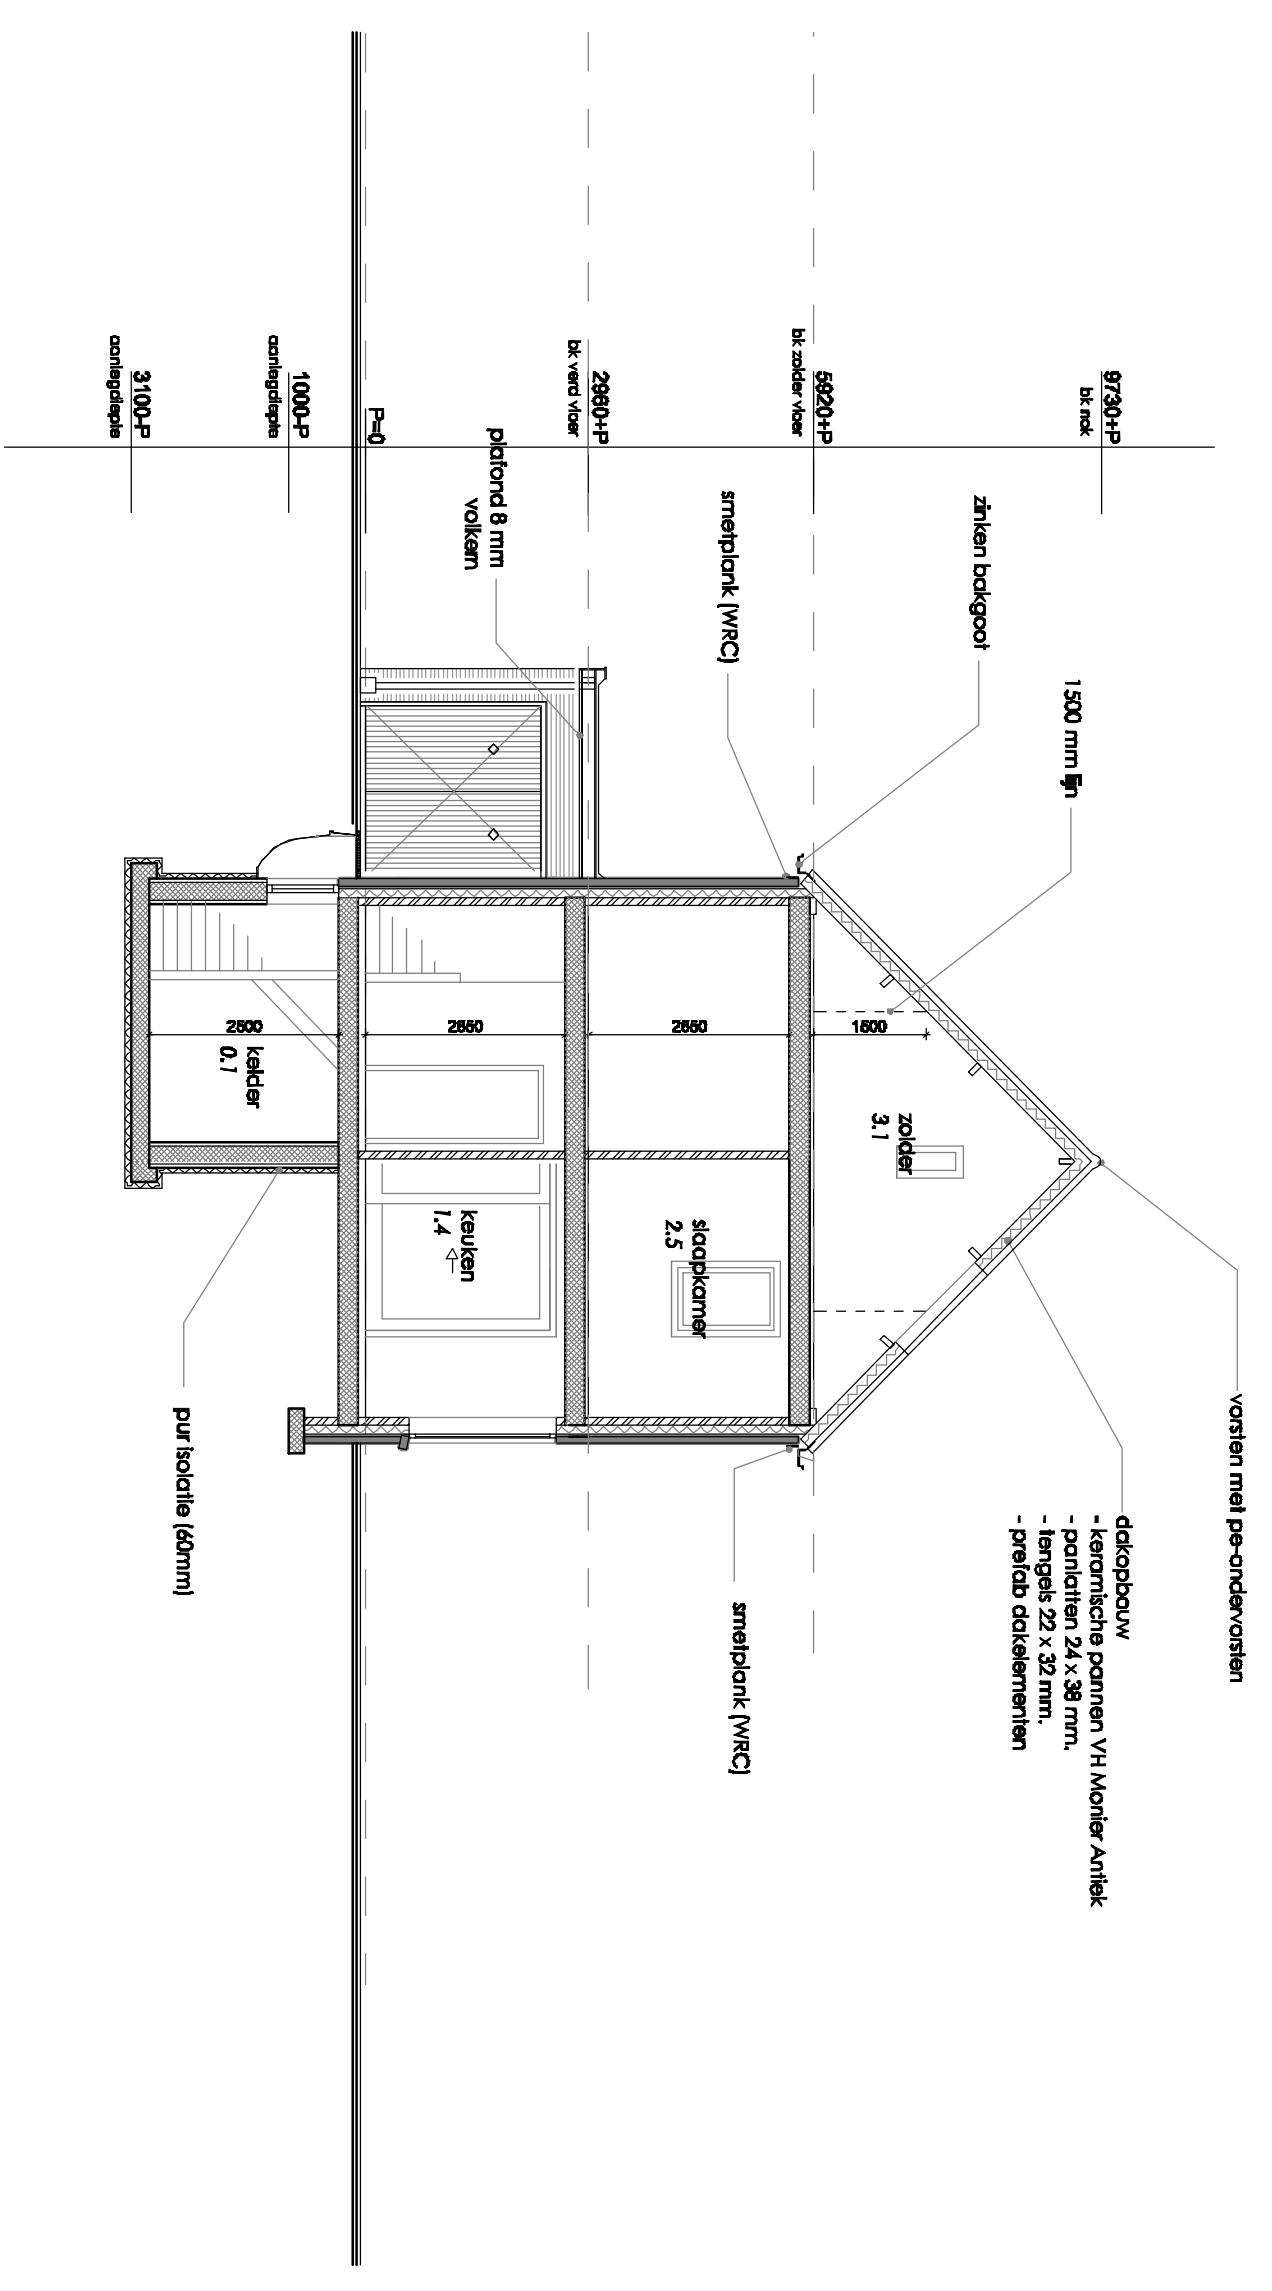 vorsten met pe-ondervorsten
9730+P
bk nok
dakopbouw
- keramische pannen VH Monier Antiek
- panlatten 24 x 38 mm.
- tengels 22 x 32 mm.
- prefab dakelementen
1500 mm lijn
zinken bakgoot
zolder
3.1
1500
5920+P
bk zolder vloer
smetplank (WRC)
smetplank (WRC)
slaapkamer
2.5
2650
2960+P
bk verd vloer
plafond 8 mm
volkern
keuken
1.4
2650
P=0
1000-P
aanlegdiepte
kelder
0.1
2500
pur isolatie (60mm)
3100-P
aanlegdiepte